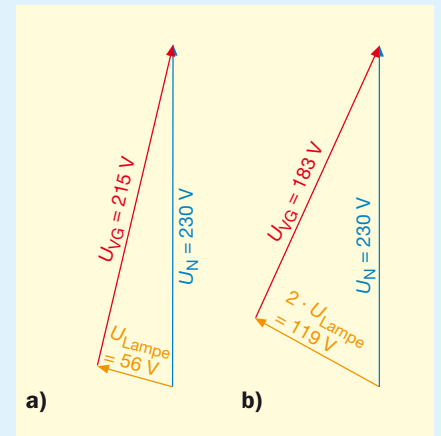 U_VG = 215 V
U_N = 230 V
U_Lampe
= 56 V
a)
U_VG = 183 V
U_N = 230 V
2 · U_Lampe
= 119 V
b)